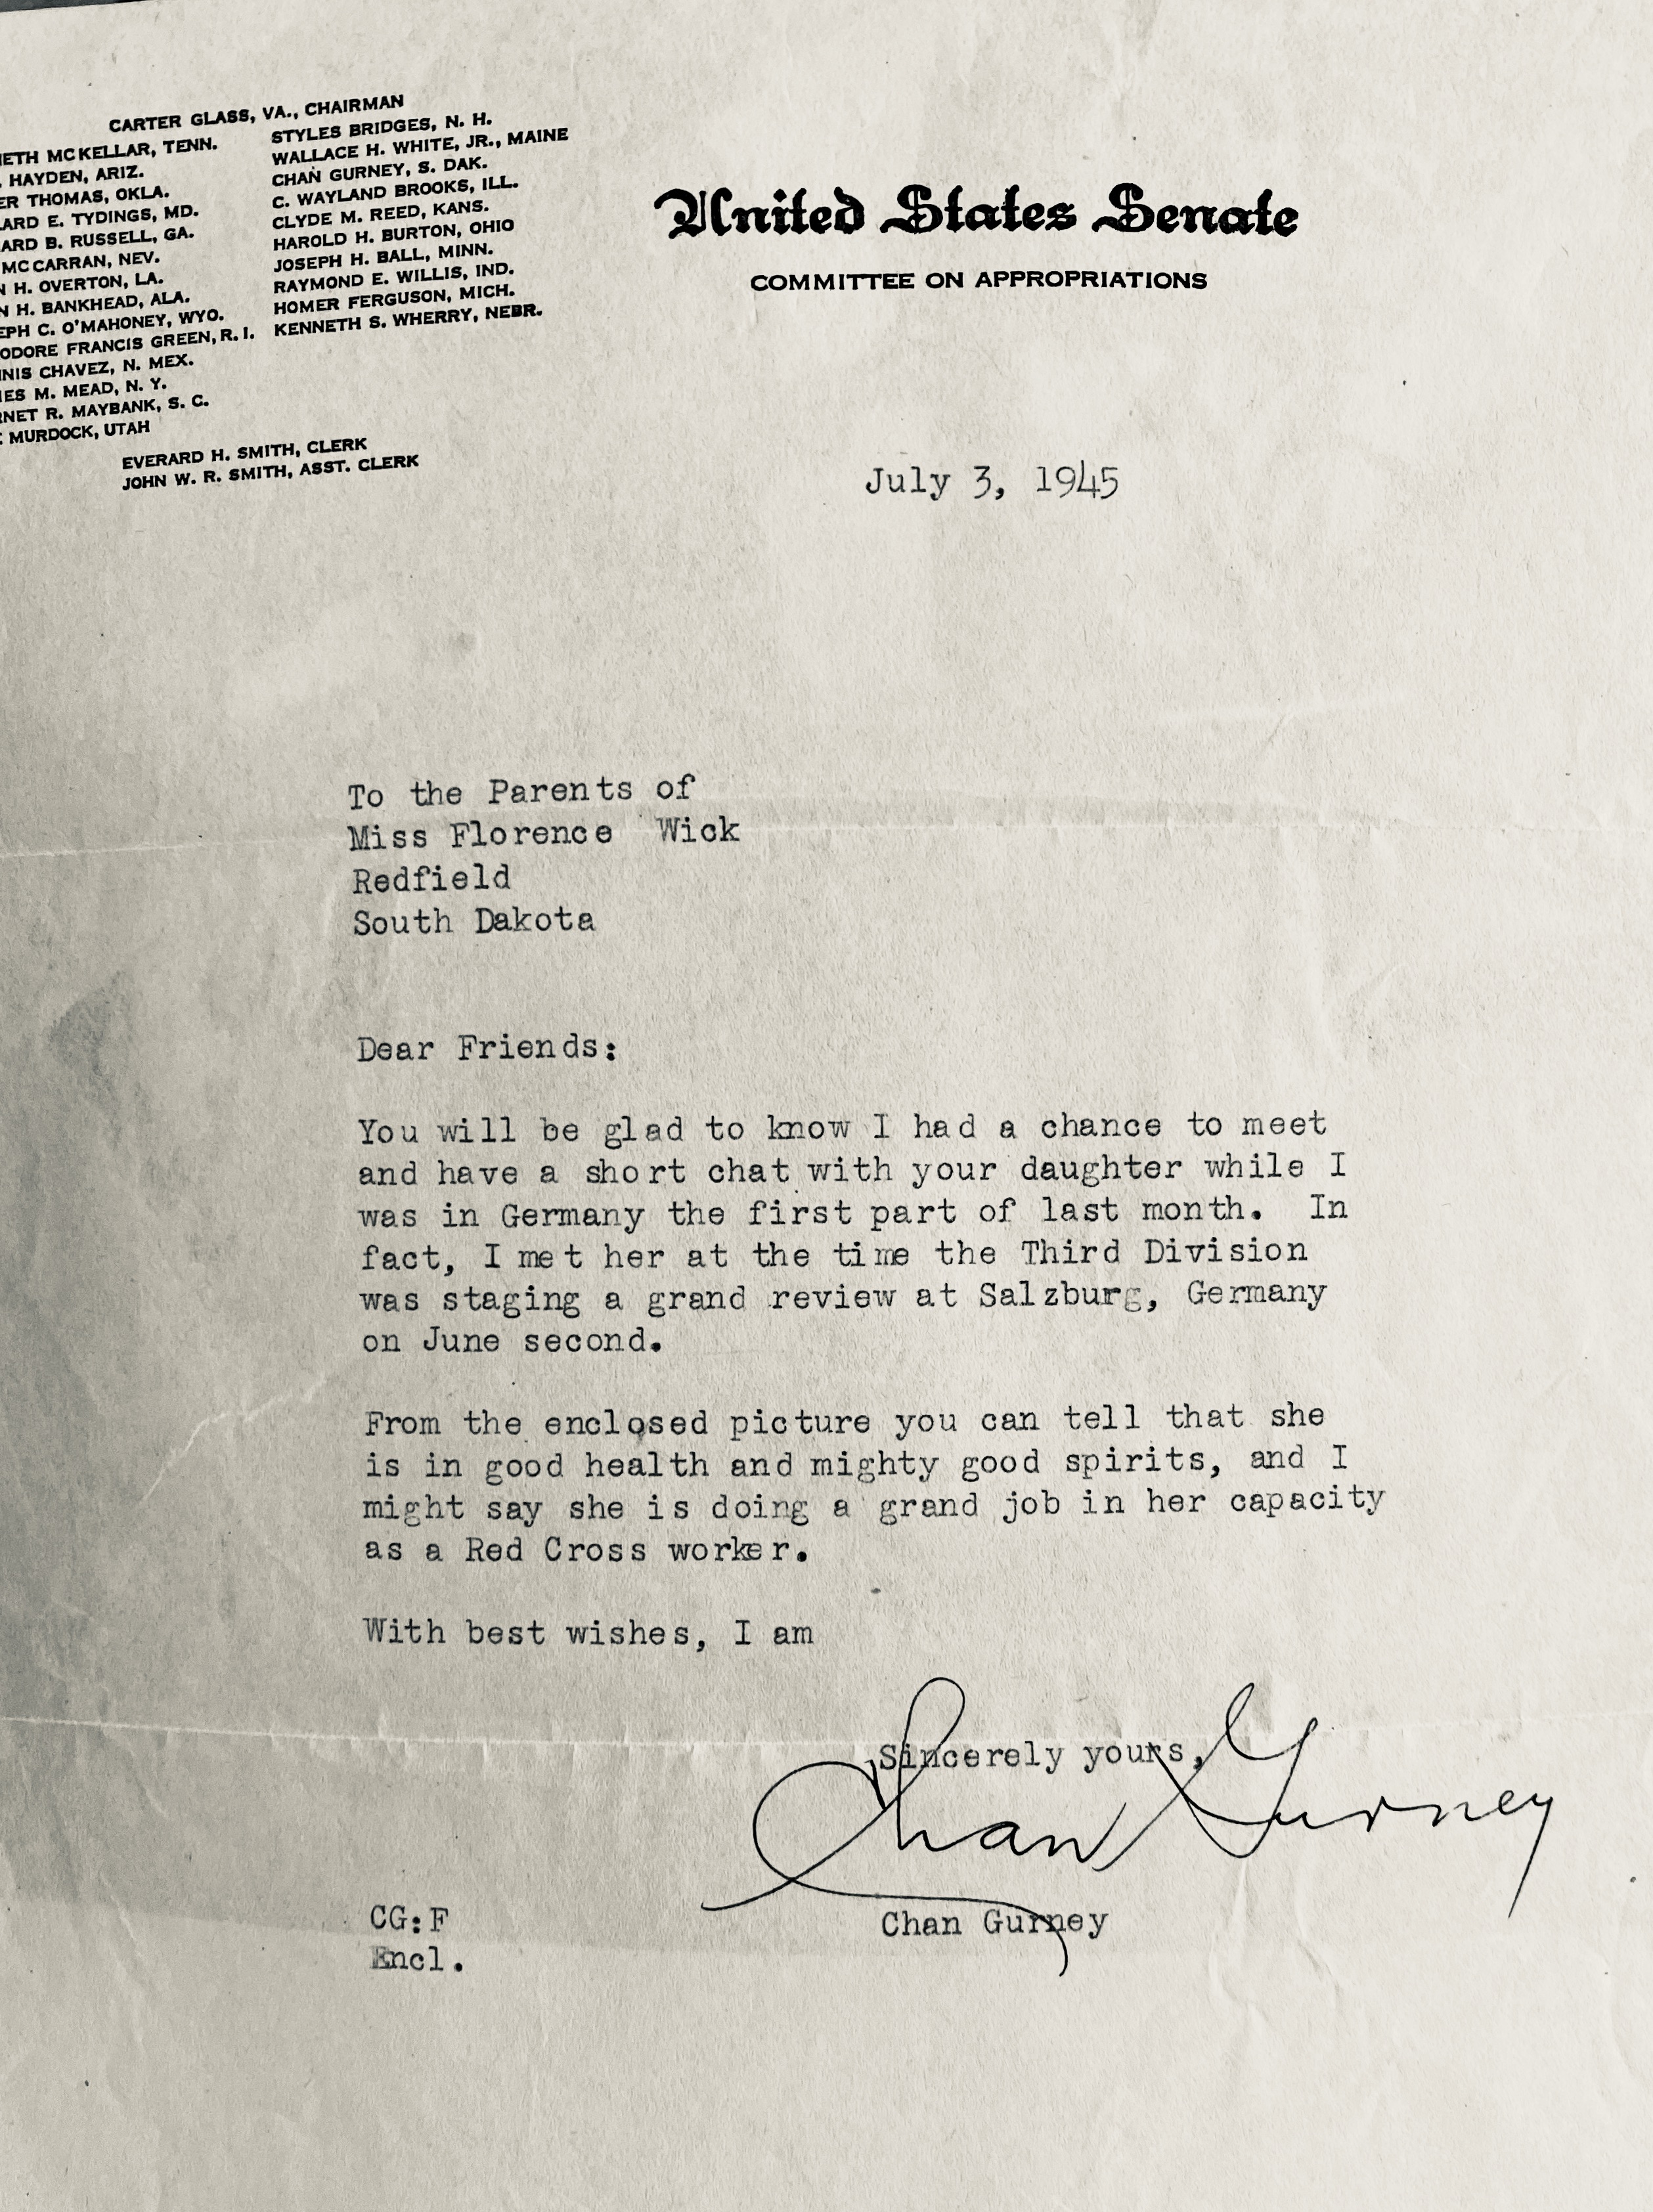 CARTER GLASS, VA., CHAIRMAN
ETH MCKELLAR, TENN.
HAYDEN, ARIZ.
ER THOMAS, OKLA.
ARD E. TYDINGS, MD.
ARD B. RUSSELL, GA.
MCCARRAN, NEV.
N H. OVERTON, LA.
N H. BANKHEAD, ALA.
EPH C. O'MAHONEY, WYO.
ODORE FRANCIS GREEN, R. I.
NIS CHAVEZ, N. MEX.
ES M. MEAD, N. Y.
RNET R. MAYBANK, S. C.
MURDOCK, UTAH
STYLES BRIDGES, N. H.
WALLACE H. WHITE, JR., MAINE
CHAN GURNEY, S. DAK.
C. WAYLAND BROOKS, ILL.
CLYDE M. REED, KANS.
HAROLD H. BURTON, OHIO
JOSEPH H. BALL, MINN.
RAYMOND E. WILLIS, IND.
HOMER FERGUSON, MICH.
KENNETH S. WHERRY, NEBR.
EVERARD H. SMITH, CLERK
JOHN W. R. SMITH, ASST. CLERK
United States Senate
COMMITTEE ON APPROPRIATIONS
July 3, 1945
To the Parents of
Miss Florence Wick
Redfield
South Dakota
Dear Friends:
You will be glad to know I had a chance to meet
and have a short chat with your daughter while I
was in Germany the first part of last month. In
fact, I met her at the time the Third Division
was staging a grand review at Salzburg, Germany
on June second.
From the enclosed picture you can tell that she
is in good health and mighty good spirits, and I
might say she is doing a grand job in her capacity
as a Red Cross worker.
With best wishes, I am
Sincerely yours,
Chan Gurney
Chan Gurney
CG:F
Encl.